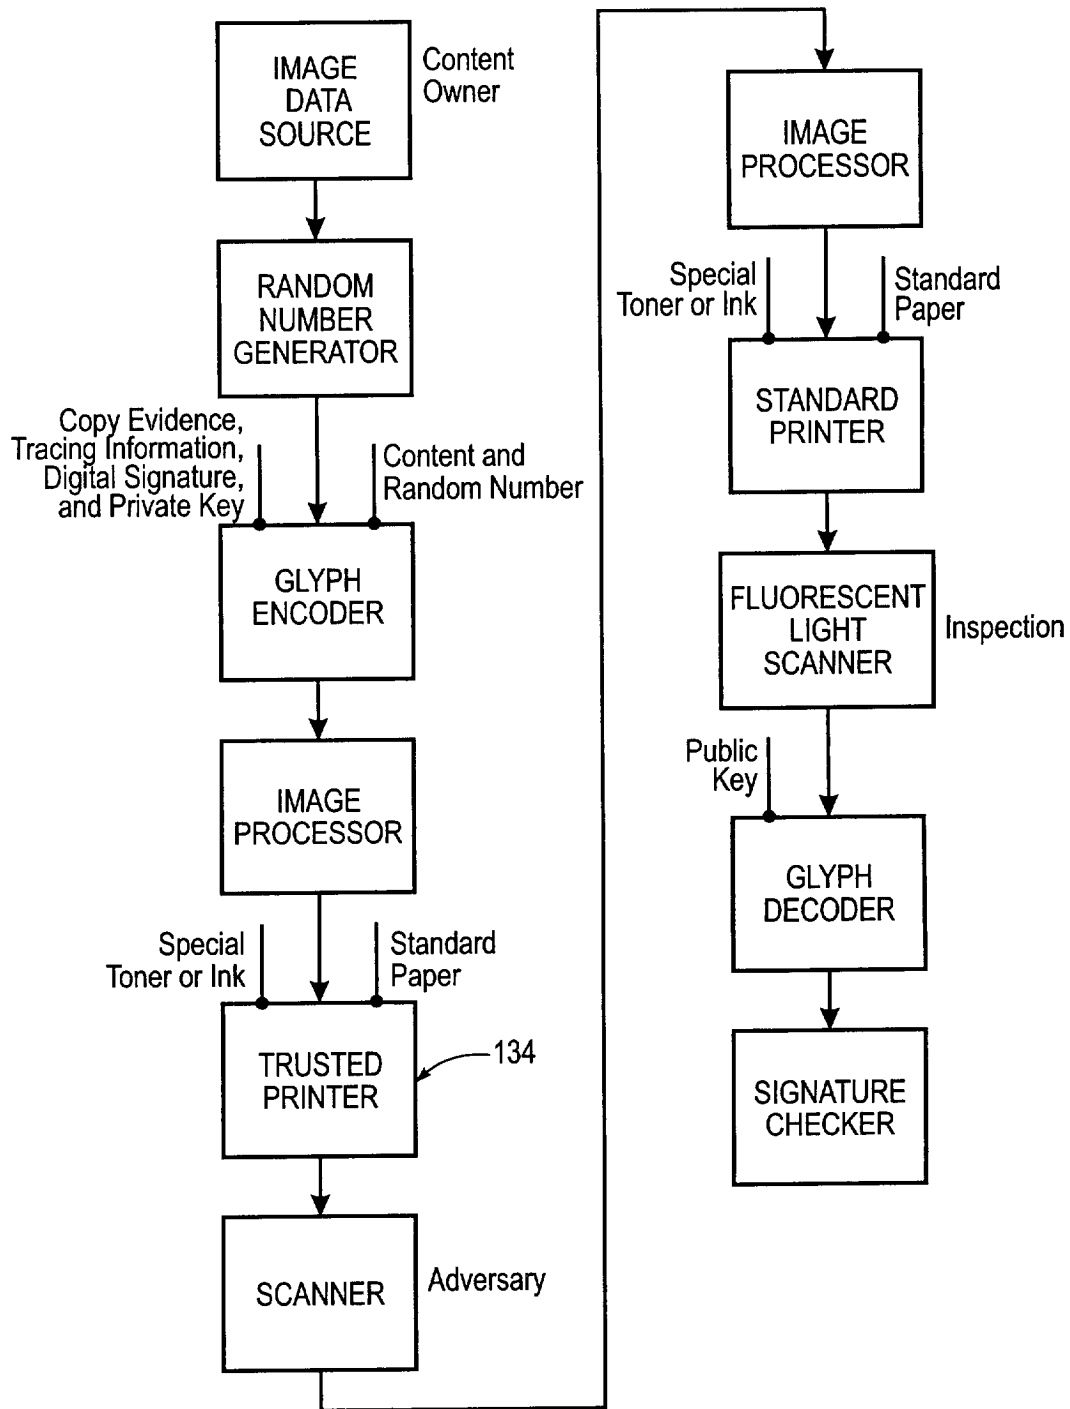 IMAGE
DATA
SOURCE
Content
Owner
RANDOM
NUMBER
GENERATOR
Copy Evidence,
Tracing Information,
Digital Signature,
and Private Key
Content and
Random Number
GLYPH
ENCODER
IMAGE
PROCESSOR
Special
Toner or Ink
Standard
Paper
TRUSTED
PRINTER
134
SCANNER
Adversary
IMAGE
PROCESSOR
Special
Toner or Ink
Standard
Paper
STANDARD
PRINTER
FLUORESCENT
LIGHT
SCANNER
Inspection
Public
Key
GLYPH
DECODER
SIGNATURE
CHECKER